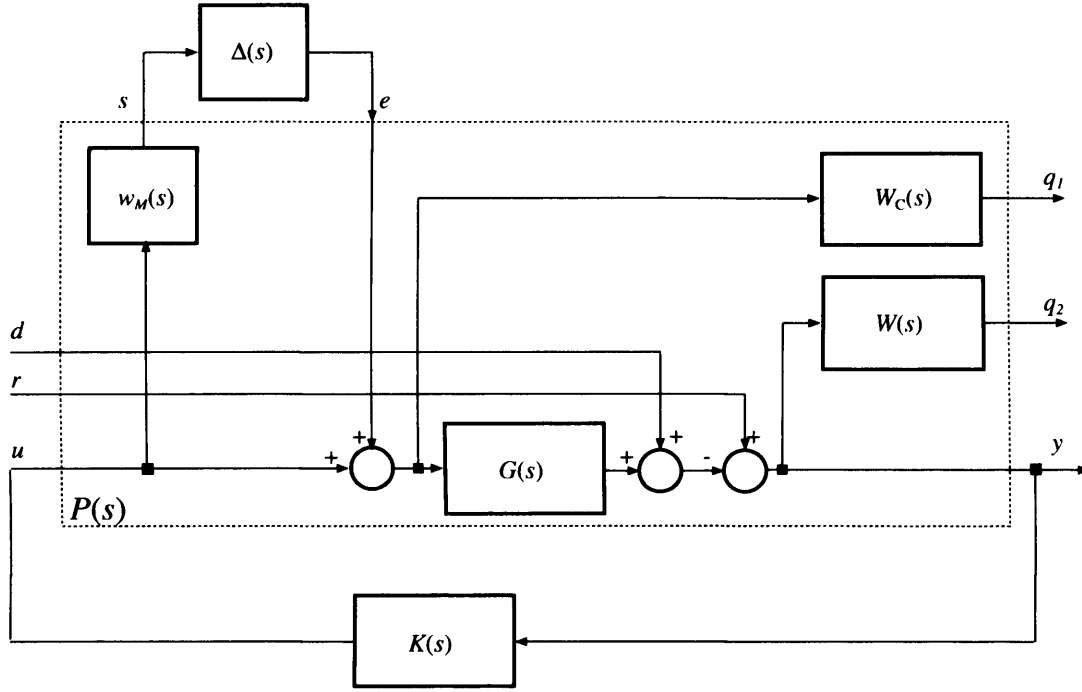 Δ(s)
s
e
w_M(s)
W_C(s)
q_1
W(s)
q_2
d
r
u
+
+
G(s)
+
+
-
+
y
P(s)
K(s)